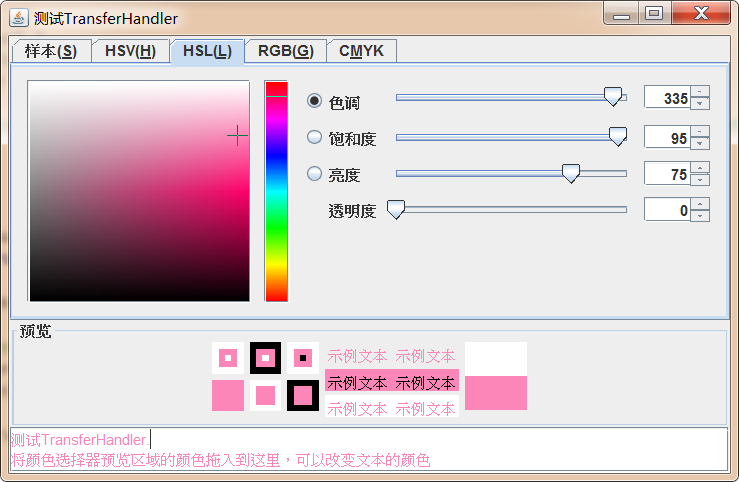 测试TransferHandler
样本(S) HSV(H) HSL(L) RGB(G) CMYK
色调 335
饱和度 95
亮度 75
透明度 0
预览
示例文本 示例文本
示例文本 示例文本
示例文本 示例文本
测试TransferHandler
将颜色选择器预览区域的颜色拖入到这里，可以改变文本的颜色